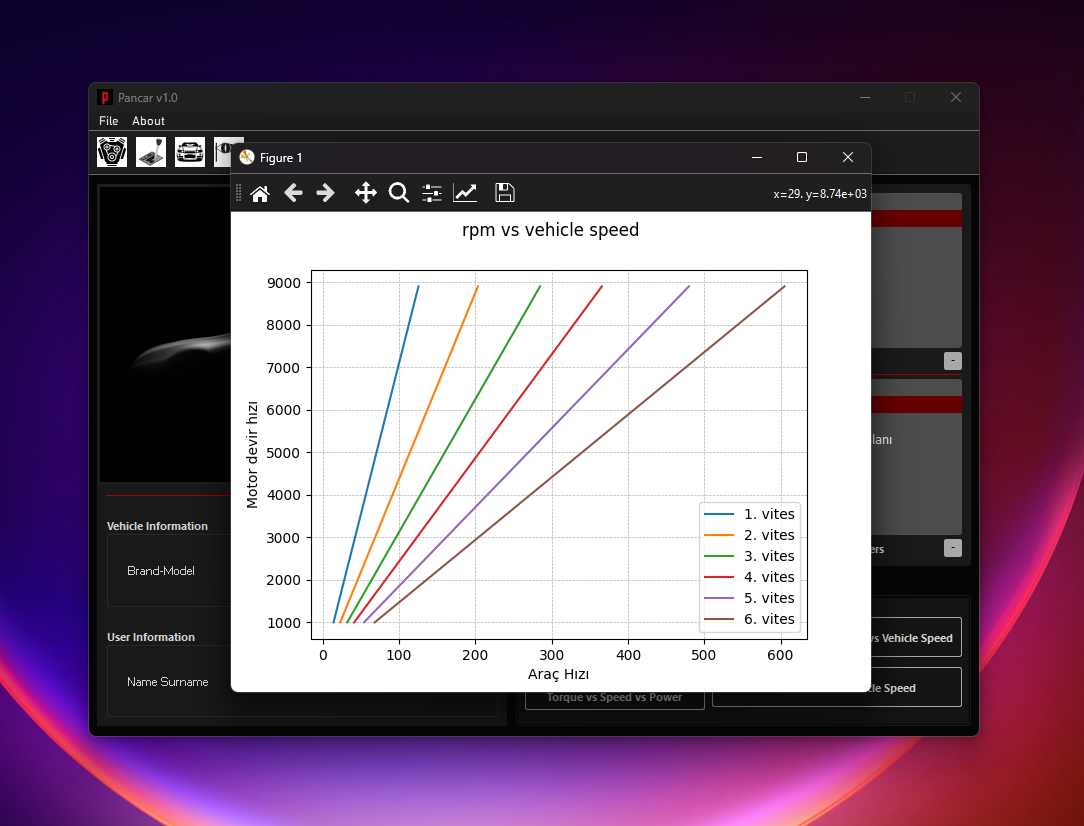 Pancar v1.0
File About
Figure 1
x=29. y=8.74e+03
rpm vs vehicle speed
9000
8000
7000
6000
5000
4000
3000
2000
1000
Motor devir hızı
0 100 200 300 400 500 600
Araç Hızı
1. vites
2. vites
3. vites
4. vites
5. vites
6. vites
Vehicle Information
Brand-Model
User Information
Name Surname
-
lanı
ers
-
vs Vehicle Speed
cle Speed
Torque vs Speed vs Power